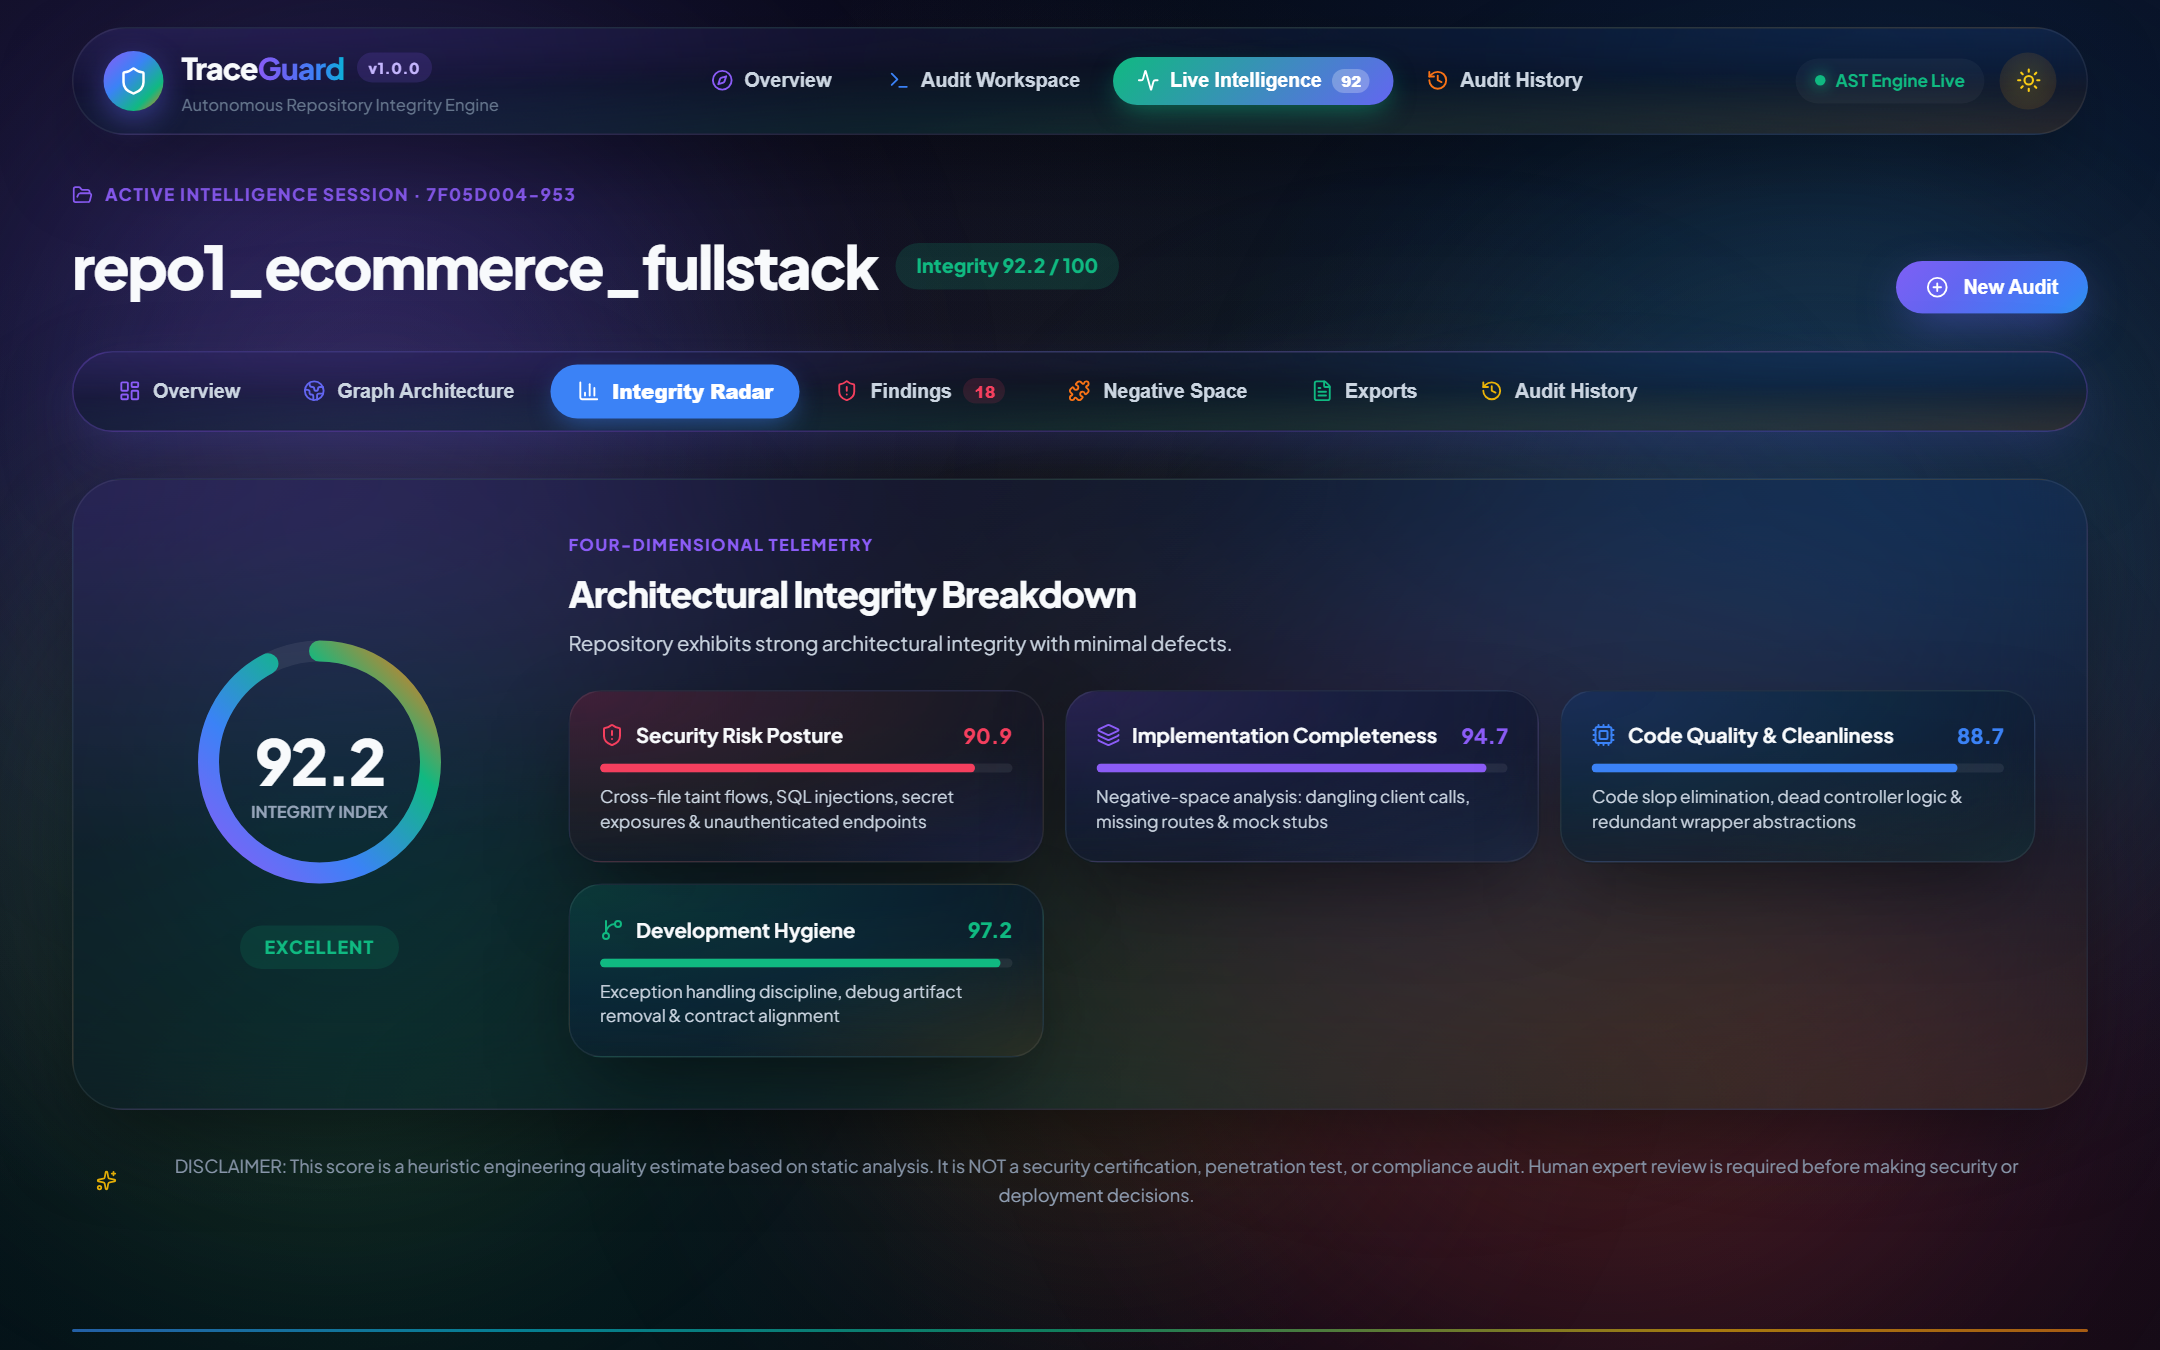 TraceGuard v1.0.0
Autonomous Repository Integrity Engine
Overview
Audit Workspace
Live Intelligence 92
Audit History
AST Engine Live
ACTIVE INTELLIGENCE SESSION · 7F05D004-953
repo1_ecommerce_fullstack
Integrity 92.2 / 100
New Audit
Overview
Graph Architecture
Integrity Radar
Findings 18
Negative Space
Exports
Audit History
92.2
INTEGRITY INDEX
EXCELLENT
FOUR-DIMENSIONAL TELEMETRY
Architectural Integrity Breakdown
Repository exhibits strong architectural integrity with minimal defects.
Security Risk Posture 90.9
Cross-file taint flows, SQL injections, secret
exposures & unauthenticated endpoints
Implementation Completeness 94.7
Negative-space analysis: dangling client calls,
missing routes & mock stubs
Code Quality & Cleanliness 88.7
Code slop elimination, dead controller logic &
redundant wrapper abstractions
Development Hygiene 97.2
Exception handling discipline, debug artifact
removal & contract alignment
DISCLAIMER: This score is a heuristic engineering quality estimate based on static analysis. It is NOT a security certification, penetration test, or compliance audit. Human expert review is required before making security or
deployment decisions.